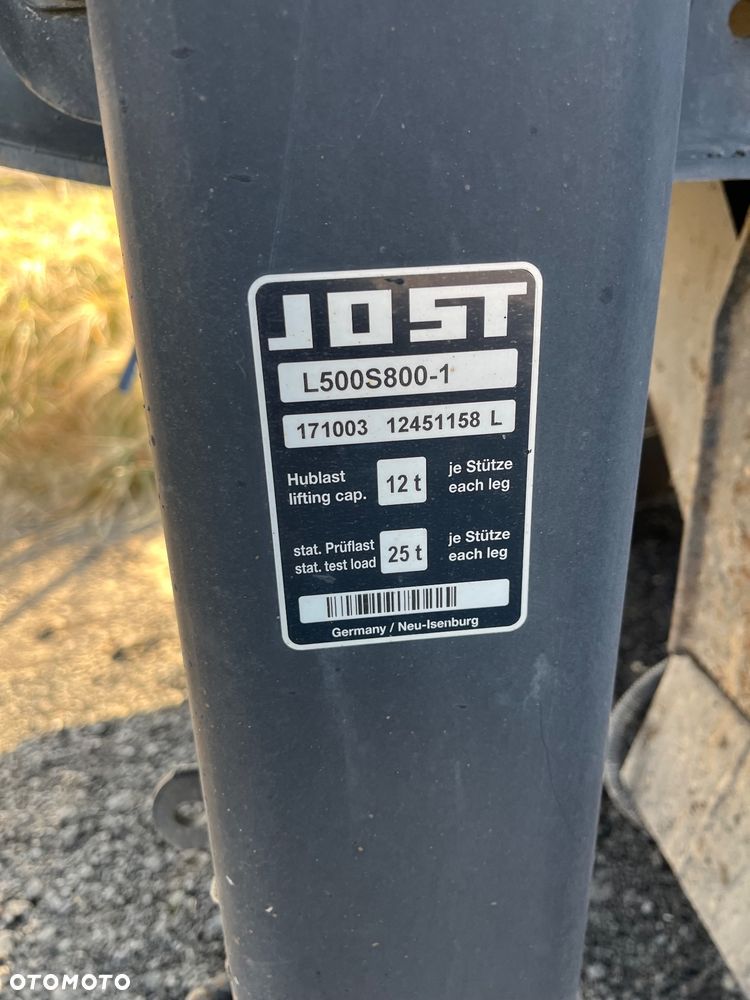 JOST
L500S800-1
171003 12451158 L
Hublast
lifting cap.
12 t
je Stütze
each leg
stat. Prüflast
stat. test load
25 t
je Stütze
each leg
Germany / Neu-Isenburg
OTOMOTO